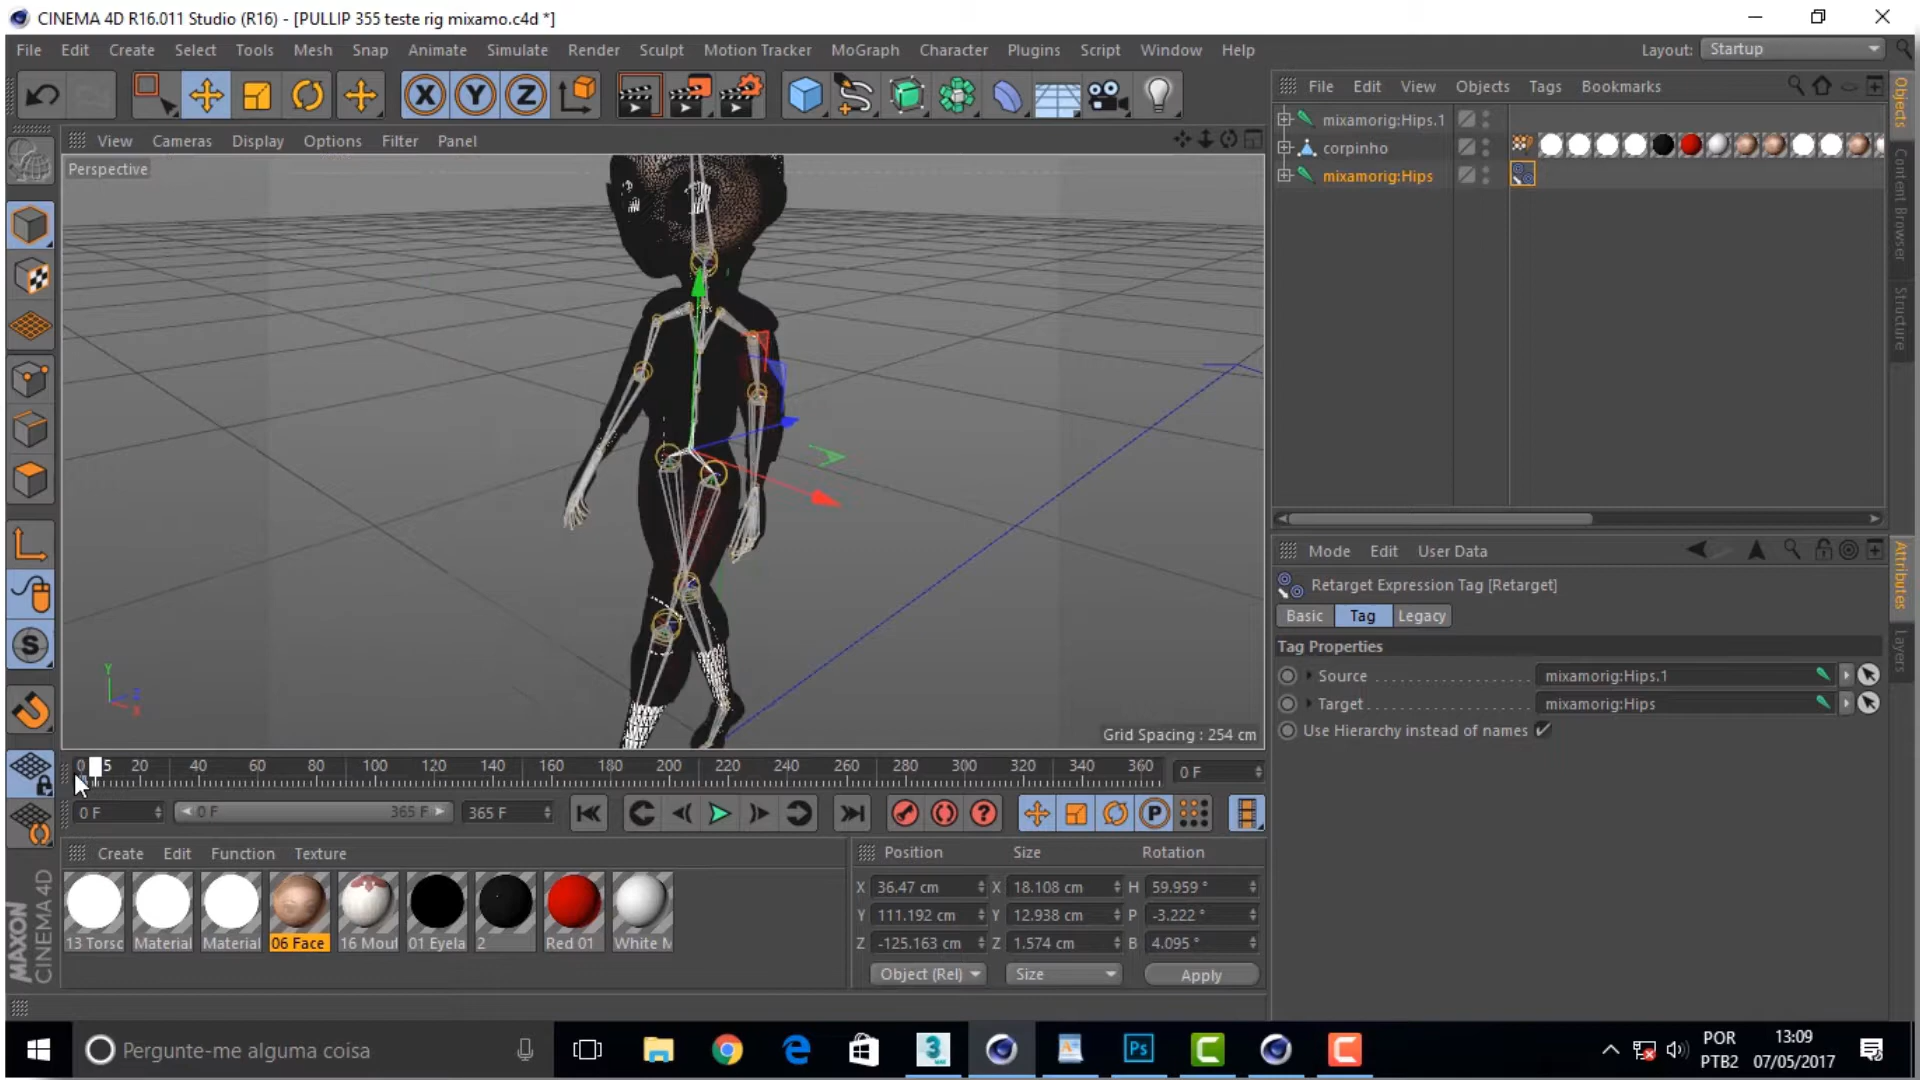 CINEMA 4D R16.011 Studio (R16) - [PULLIP 355 teste rig mixamo.c4d *]
File Edit Create Select Tools Mesh Snap Animate Simulate Render Sculpt Motion Tracker MoGraph Character Plugins Script Window Help
Layout: Startup
X Y Z
File Edit View Objects Tags Bookmarks
View Cameras Display Options Filter Panel
Perspective
mixamorig:Hips.1
corpinho
mixamorig:Hips
Objects
Content Browser
Structure
Grid Spacing : 254 cm
Y
Z
X
Mode Edit User Data
Retarget Expression Tag [Retarget]
Basic Tag Legacy
Tag Properties
Source mixamorig:Hips.1
Target mixamorig:Hips
Use Hierarchy instead of names
Attributes
Layers
0 5 20 40 60 80 100 120 140 160 180 200 220 240 260 280 300 320 340 360 0 F
0 F 0 F 365 F 365 F
Create Edit Function Texture
13 Torso Material Material 06 Face 16 Mout 01 Eyela 2 Red 01 White M
Position Size Rotation
X 36.47 cm X 18.108 cm H 59.959 °
Y 111.192 cm Y 12.938 cm P -3.222 °
Z -125.163 cm Z 1.574 cm B 4.095 °
Object (Rel) Size Apply
MAXON
CINEMA 4D
Pergunte-me alguma coisa
Ps
POR
PTB2
13:09
07/05/2017